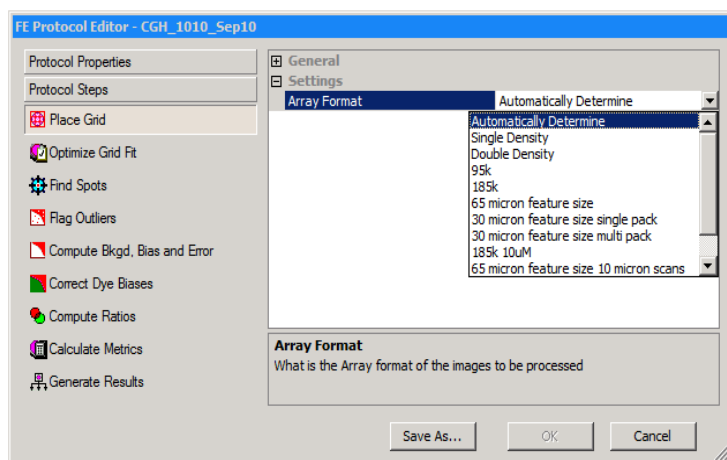 FE Protocol Editor - CGH_1010_Sep10
Protocol Properties
Protocol Steps
Place Grid
Optimize Grid Fit
Find Spots
Flag Outliers
Compute Bkgd, Bias and Error
Correct Dye Biases
Compute Ratios
Calculate Metrics
Generate Results
General
Settings
Array Format Automatically Determine
Automatically Determine
Single Density
Double Density
95k
185k
65 micron feature size
30 micron feature size single pack
30 micron feature size multi pack
185k 10uM
65 micron feature size 10 micron scans
Array Format
What is the Array format of the images to be processed
Save As... OK Cancel